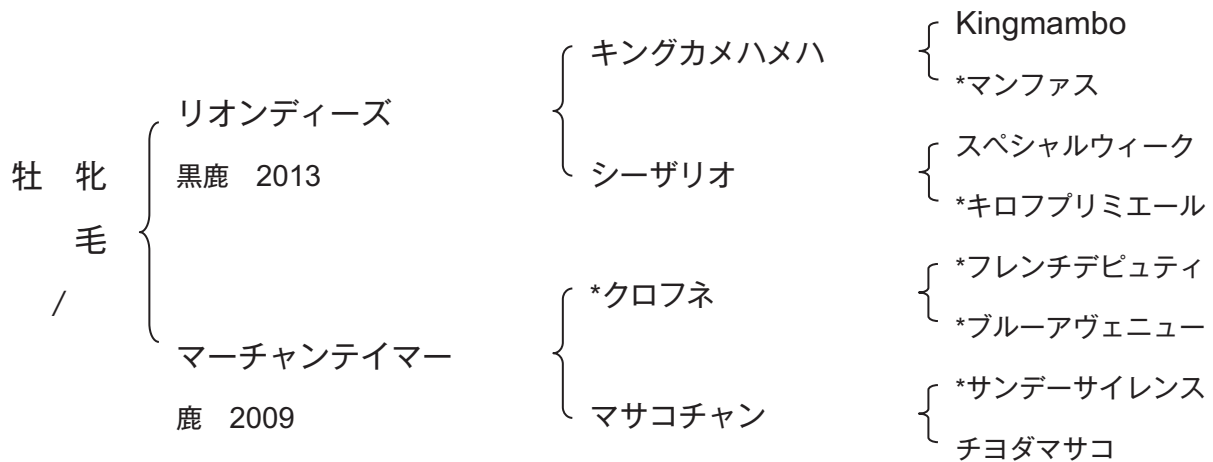 牡　牝
毛
/
リオンディーズ
黒鹿　2013
マーチャンテイマー
鹿　2009
キングカメハメハ
シーザリオ
*クロフネ
マサコチャン
Kingmambo
*マンファス
スペシャルウィーク
*キロフプリミエール
*フレンチデピュティ
*ブルーアヴェニュー
*サンデーサイレンス
チヨダマサコ